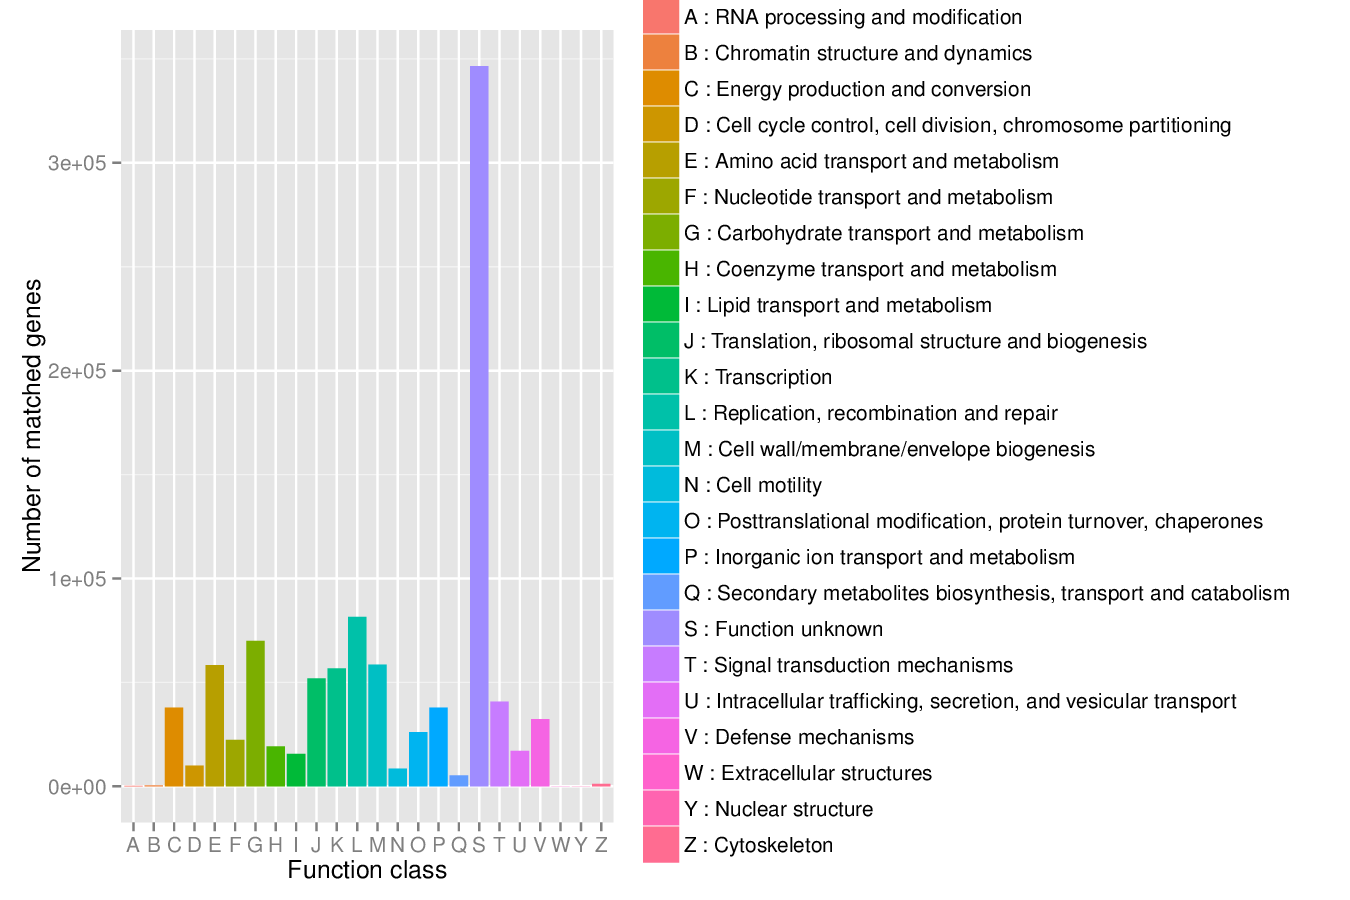 3e+05
2e+05
1e+05
0e+00
Number of matched genes
A B C D E F G H I J K L M N O P Q S T U V W Y Z
Function class
A : RNA processing and modification
B : Chromatin structure and dynamics
C : Energy production and conversion
D : Cell cycle control, cell division, chromosome partitioning
E : Amino acid transport and metabolism
F : Nucleotide transport and metabolism
G : Carbohydrate transport and metabolism
H : Coenzyme transport and metabolism
I : Lipid transport and metabolism
J : Translation, ribosomal structure and biogenesis
K : Transcription
L : Replication, recombination and repair
M : Cell wall/membrane/envelope biogenesis
N : Cell motility
O : Posttranslational modification, protein turnover, chaperones
P : Inorganic ion transport and metabolism
Q : Secondary metabolites biosynthesis, transport and catabolism
S : Function unknown
T : Signal transduction mechanisms
U : Intracellular trafficking, secretion, and vesicular transport
V : Defense mechanisms
W : Extracellular structures
Y : Nuclear structure
Z : Cytoskeleton